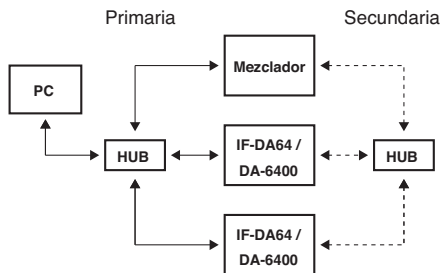 Primaria
Secundaria
Mezclador
PC
HUB
IF-DA64 /
DA-6400
HUB
IF-DA64 /
DA-6400